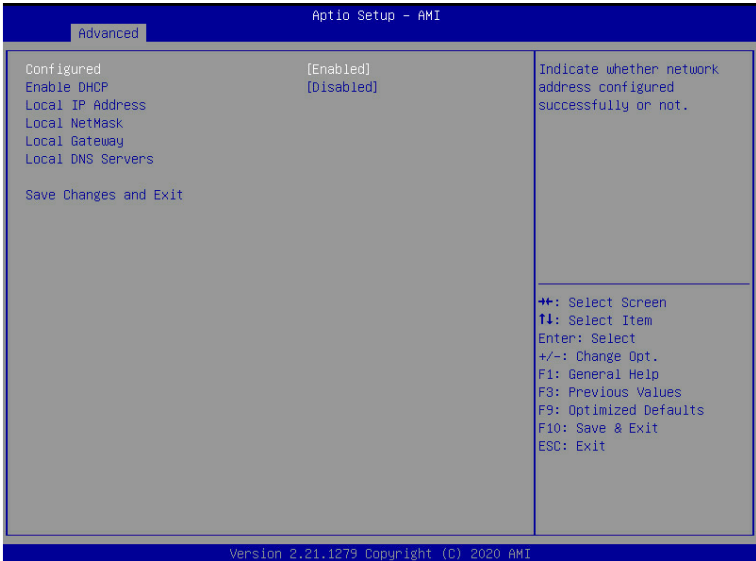 Aptio Setup – AMI
Advanced
Configured [Enabled]
Enable DHCP [Disabled]
Local IP Address
Local NetMask
Local Gateway
Local DNS Servers
Save Changes and Exit
Indicate whether network
address configured
successfully or not.
→←: Select Screen
↑↓: Select Item
Enter: Select
+/–: Change Opt.
F1: General Help
F3: Previous Values
F9: Optimized Defaults
F10: Save & Exit
ESC: Exit
Version 2.21.1279 Copyright (C) 2020 AMI